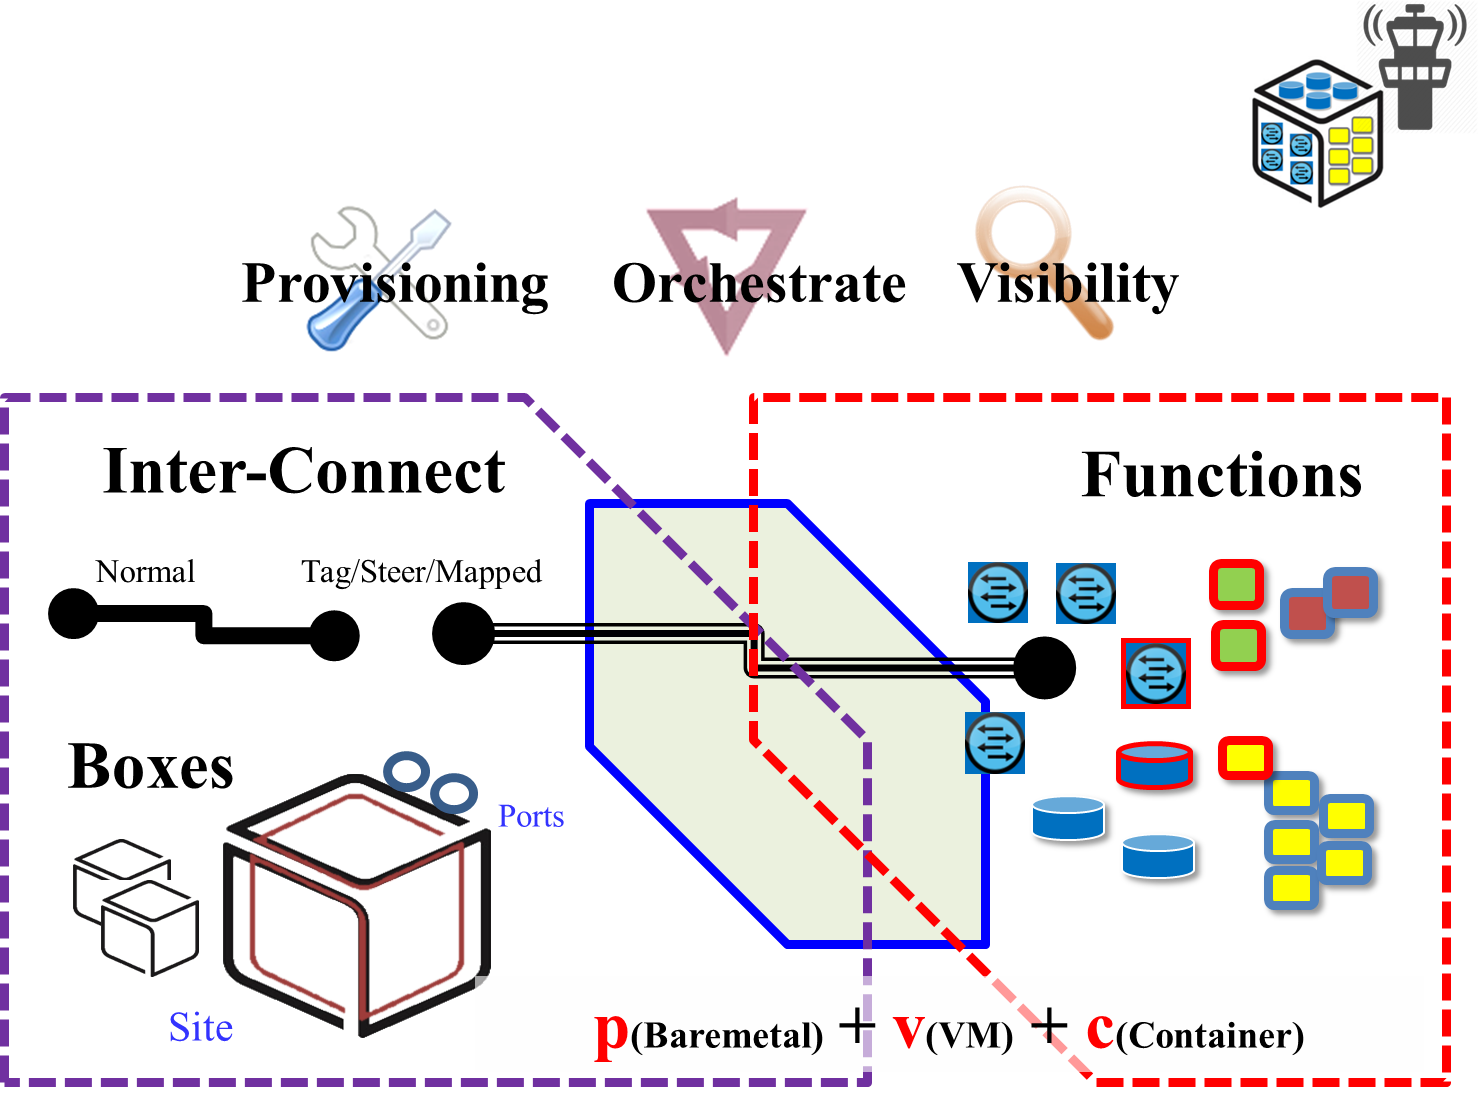 Provisioning Orchestrate Visibility
Inter-Connect
Functions
Normal
Tag/Steer/Mapped
Boxes
Ports
Site
p(Baremetal) + v(VM) + c(Container)